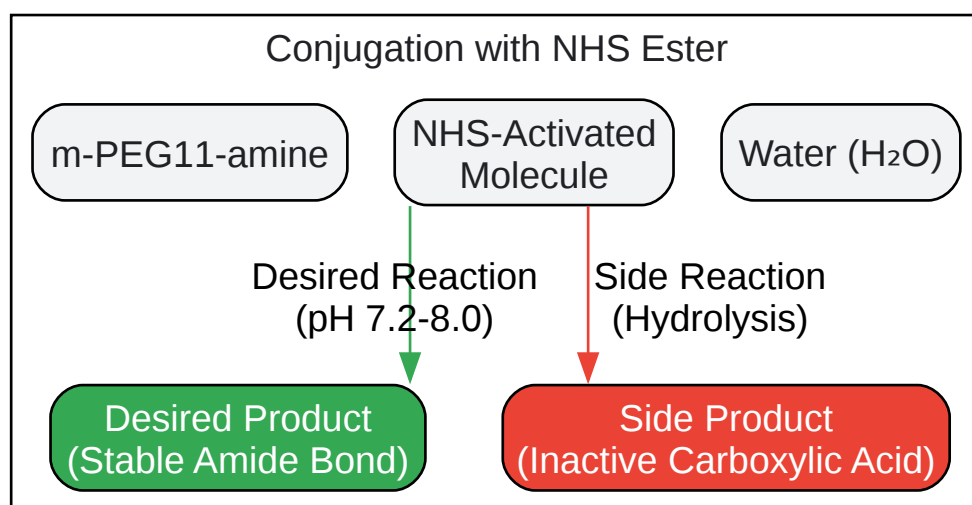 Conjugation with NHS Ester
m-PEG11-amine
NHS-Activated
Molecule
Water (H₂O)
Desired Reaction
(pH 7.2-8.0)
Side Reaction
(Hydrolysis)
Desired Product
(Stable Amide Bond)
Side Product
(Inactive Carboxylic Acid)